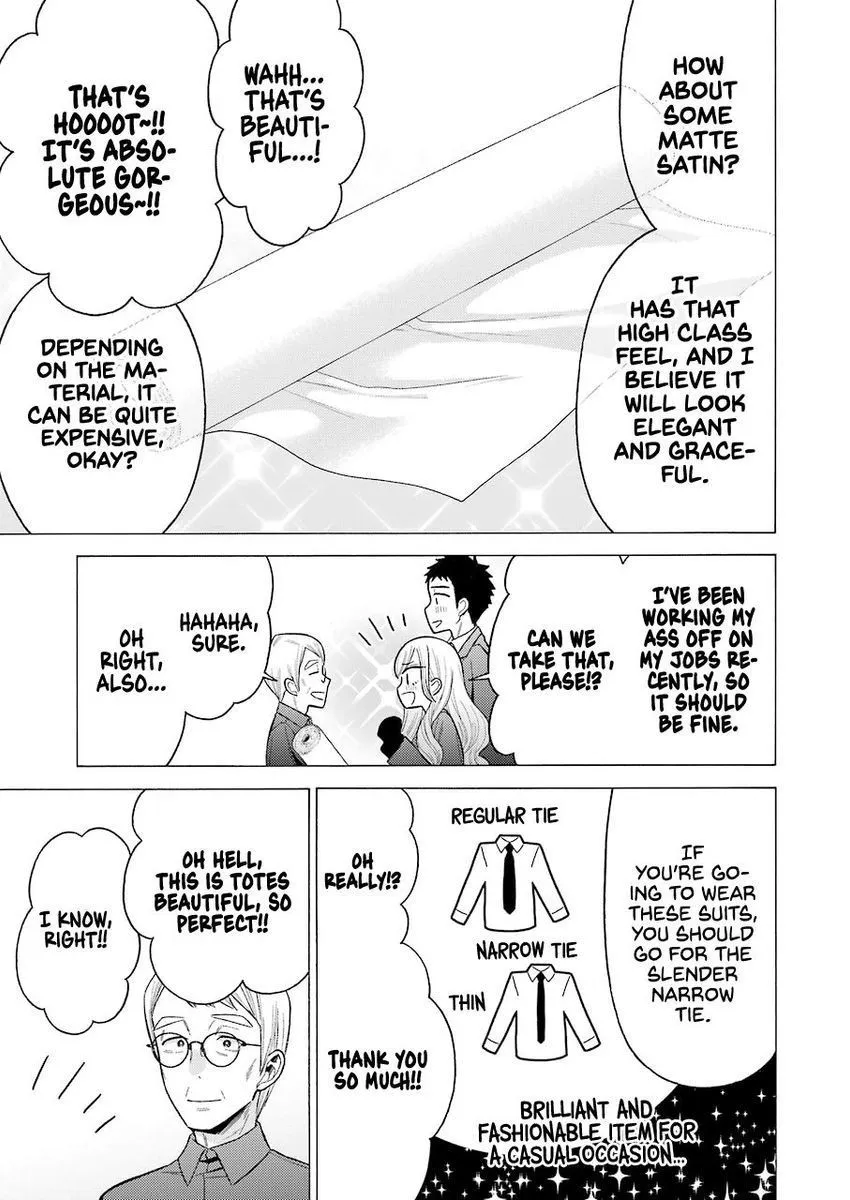 HOW
ABOUT
SOME
MATTE
SATIN?
IT
HAS THAT
HIGH CLASS
FEEL, AND I
BELIEVE IT
WILL LOOK
ELEGANT
AND GRACE-
FUL.
WAHH...
THAT'S
BEAUTI-
FUL...!
THAT'S
HOOOOT~!!
IT'S ABSO-
LUTE GOR-
GEOUS~!!
DEPENDING
ON THE MA-
TERIAL, IT
CAN BE QUITE
EXPENSIVE,
OKAY?
I'VE BEEN
WORKING MY
ASS OFF ON
MY JOBS RE-
CENTLY, SO
IT SHOULD
BE FINE.
CAN WE
TAKE THAT,
PLEASE!?
HAHAHA,
SURE.
OH
RIGHT,
ALSO...
IF
YOU'RE GO-
ING TO WEAR
THESE SUITS,
YOU SHOULD
GO FOR THE
SLENDER
NARROW
TIE.
REGULAR TIE
NARROW TIE
THIN
BRILLIANT AND
FASHIONABLE ITEM FOR
A CASUAL OCCASION...
OH
REALLY!?
THANK YOU
SO MUCH!!
OH HELL,
THIS IS TOTES
BEAUTIFUL, SO
PERFECT!!
I KNOW,
RIGHT!!